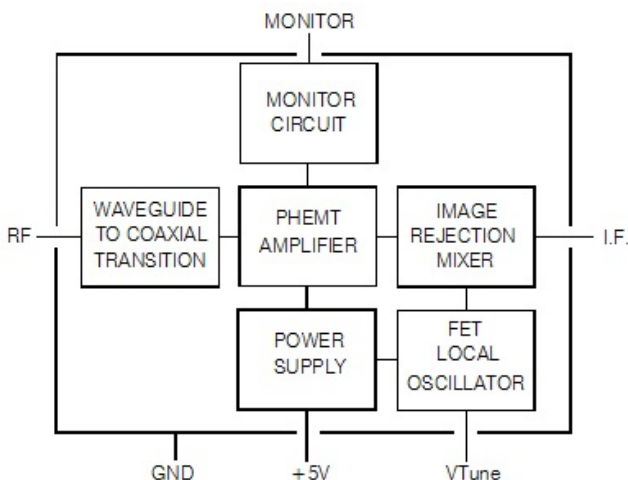 MONITOR
MONITOR
CIRCUIT
RF
WAVEGUIDE
TO COAXIAL
TRANSITION
PHEMT
AMPLIFIER
IMAGE
REJECTION
MIXER
I.F.
POWER
SUPPLY
FET
LOCAL
OSCILLATOR
GND
+5V
VTune